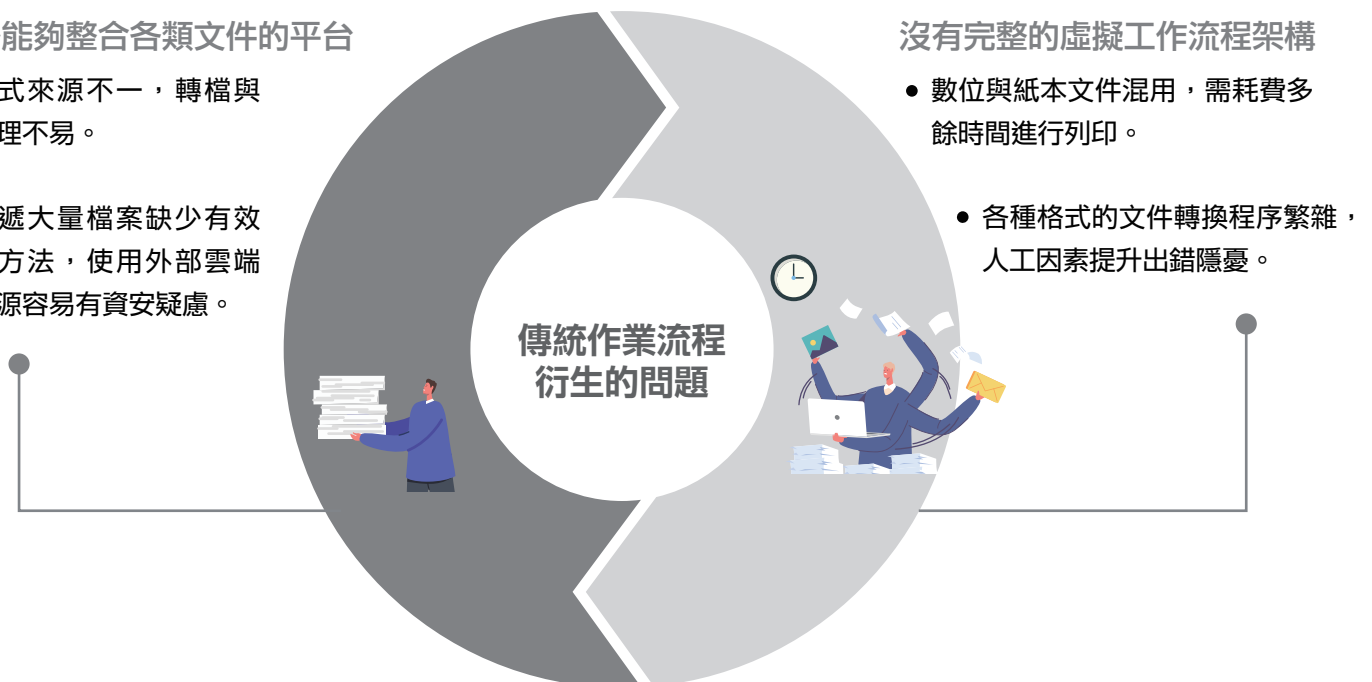 能夠整合各類文件的平台
式來源不一，轉檔與
理不易。
遞大量檔案缺少有效
方法，使用外部雲端
源容易有資安疑慮。
傳統作業流程
衍生的問題
沒有完整的虛擬工作流程架構
● 數位與紙本文件混用，需耗費多
餘時間進行列印。
● 各種格式的文件轉換程序繁雜，
人工因素提升出錯隱憂。